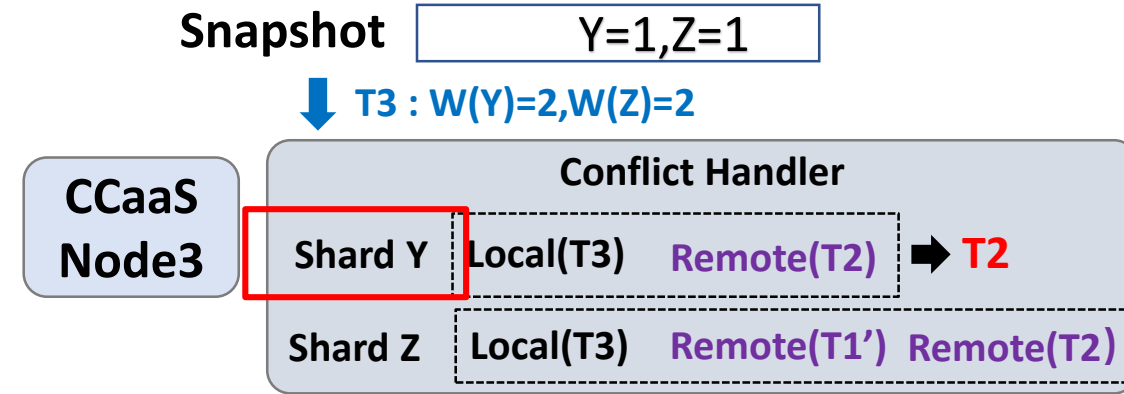 Snapshot
Y=1,Z=1
T3 : W(Y)=2,W(Z)=2
CCaaS
Node3
Conflict Handler
Shard Y Local(T3) Remote(T2) T2
Shard Z Local(T3) Remote(T1') Remote(T2)